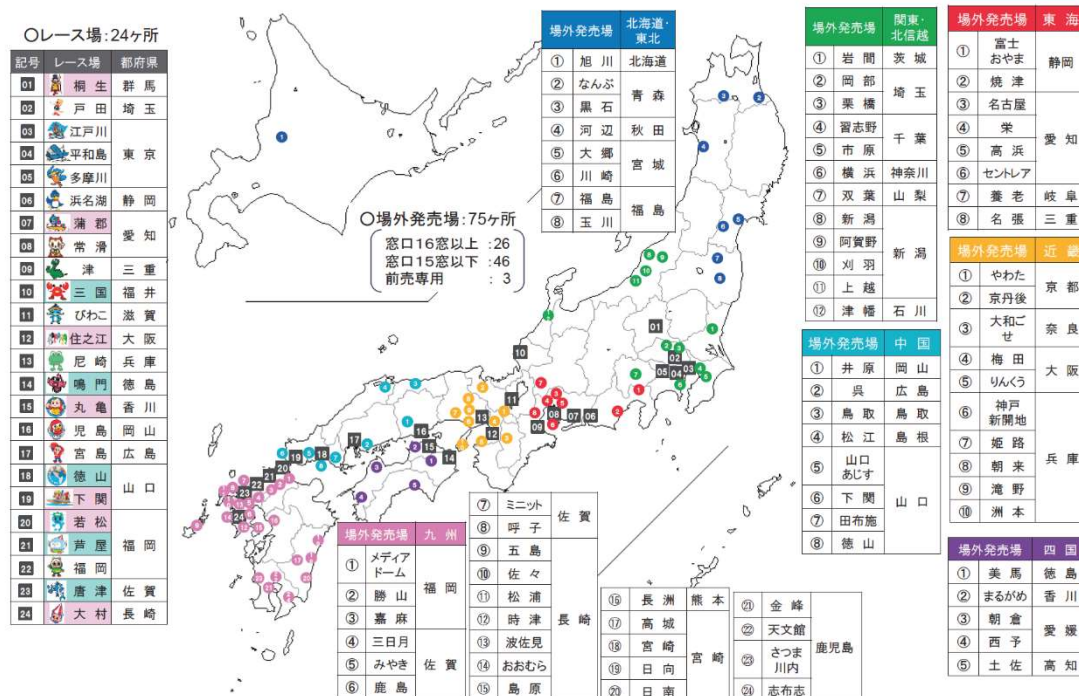 〇レース場:24ヶ所
記号 レース場 都府県
01 桐生 群馬
02 戸田 埼玉
03 江戸川
04 平和島 東京
05 多摩川
06 浜名湖 静岡
07 蒲郡 愛知
08 常滑
09 津 三重
10 三国 福井
11 びわこ 滋賀
12 住之江 大阪
13 尼崎 兵庫
14 鳴門 徳島
15 丸亀 香川
16 児島 岡山
17 宮島 広島
18 徳山 山口
19 下関
20 若松
21 芦屋 福岡
22 福岡
23 唐津 佐賀
24 大村 長崎
〇場外発売場:75ヶ所
窓口16窓以上 :26
窓口15窓以下 :46
前売専用 : 3
場外発売場 北海道・東北
① 旭川 北海道
② なんぶ 青森
③ 黒石
④ 河辺 秋田
⑤ 大郷 宮城
⑥ 川崎
⑦ 福島 福島
⑧ 玉川
場外発売場 関東・北信越
① 岩間 茨城
② 岡部 埼玉
③ 栗橋
④ 習志野 千葉
⑤ 市原
⑥ 横浜 神奈川
⑦ 双葉 山梨
⑧ 新潟 新潟
⑨ 阿賀野
⑩ 刈羽
⑪ 上越
⑫ 津幡 石川
場外発売場 東海
① 富士おやま 静岡
② 焼津
③ 名古屋 愛知
④ 栄
⑤ 高浜
⑥ セントレア
⑦ 養老 岐阜
⑧ 名張 三重
場外発売場 近畿
① やわた 京都
② 京丹後
③ 大和ごせ 奈良
④ 梅田 大阪
⑤ りんくう
⑥ 神戸新開地 兵庫
⑦ 姫路
⑧ 朝来
⑨ 滝野
⑩ 洲本
場外発売場 中国
① 井原 岡山
② 呉 広島
③ 鳥取 鳥取
④ 松江 島根
⑤ 山口あじす 山口
⑥ 下関
⑦ 田布施
⑧ 徳山
場外発売場 四国
① 美馬 徳島
② まるがめ 香川
③ 朝倉 愛媛
④ 西予
⑤ 土佐 高知
場外発売場 九州
① メディアドーム 福岡
② 勝山
③ 嘉麻
④ 三日月 佐賀
⑤ みやき
⑥ 鹿島
⑦ ミニット 佐賀
⑧ 呼子
⑨ 五島 長崎
⑩ 佐々
⑪ 松浦
⑫ 時津
⑬ 波佐見
⑭ おおむら
⑮ 島原
⑯ 長洲 熊本
⑰ 高城 宮崎
⑱ 宮崎
⑲ 日向
⑳ 日南
㉑ 金峰 鹿児島
㉒ 天文館
㉓ さつま川内
㉔ 志布志